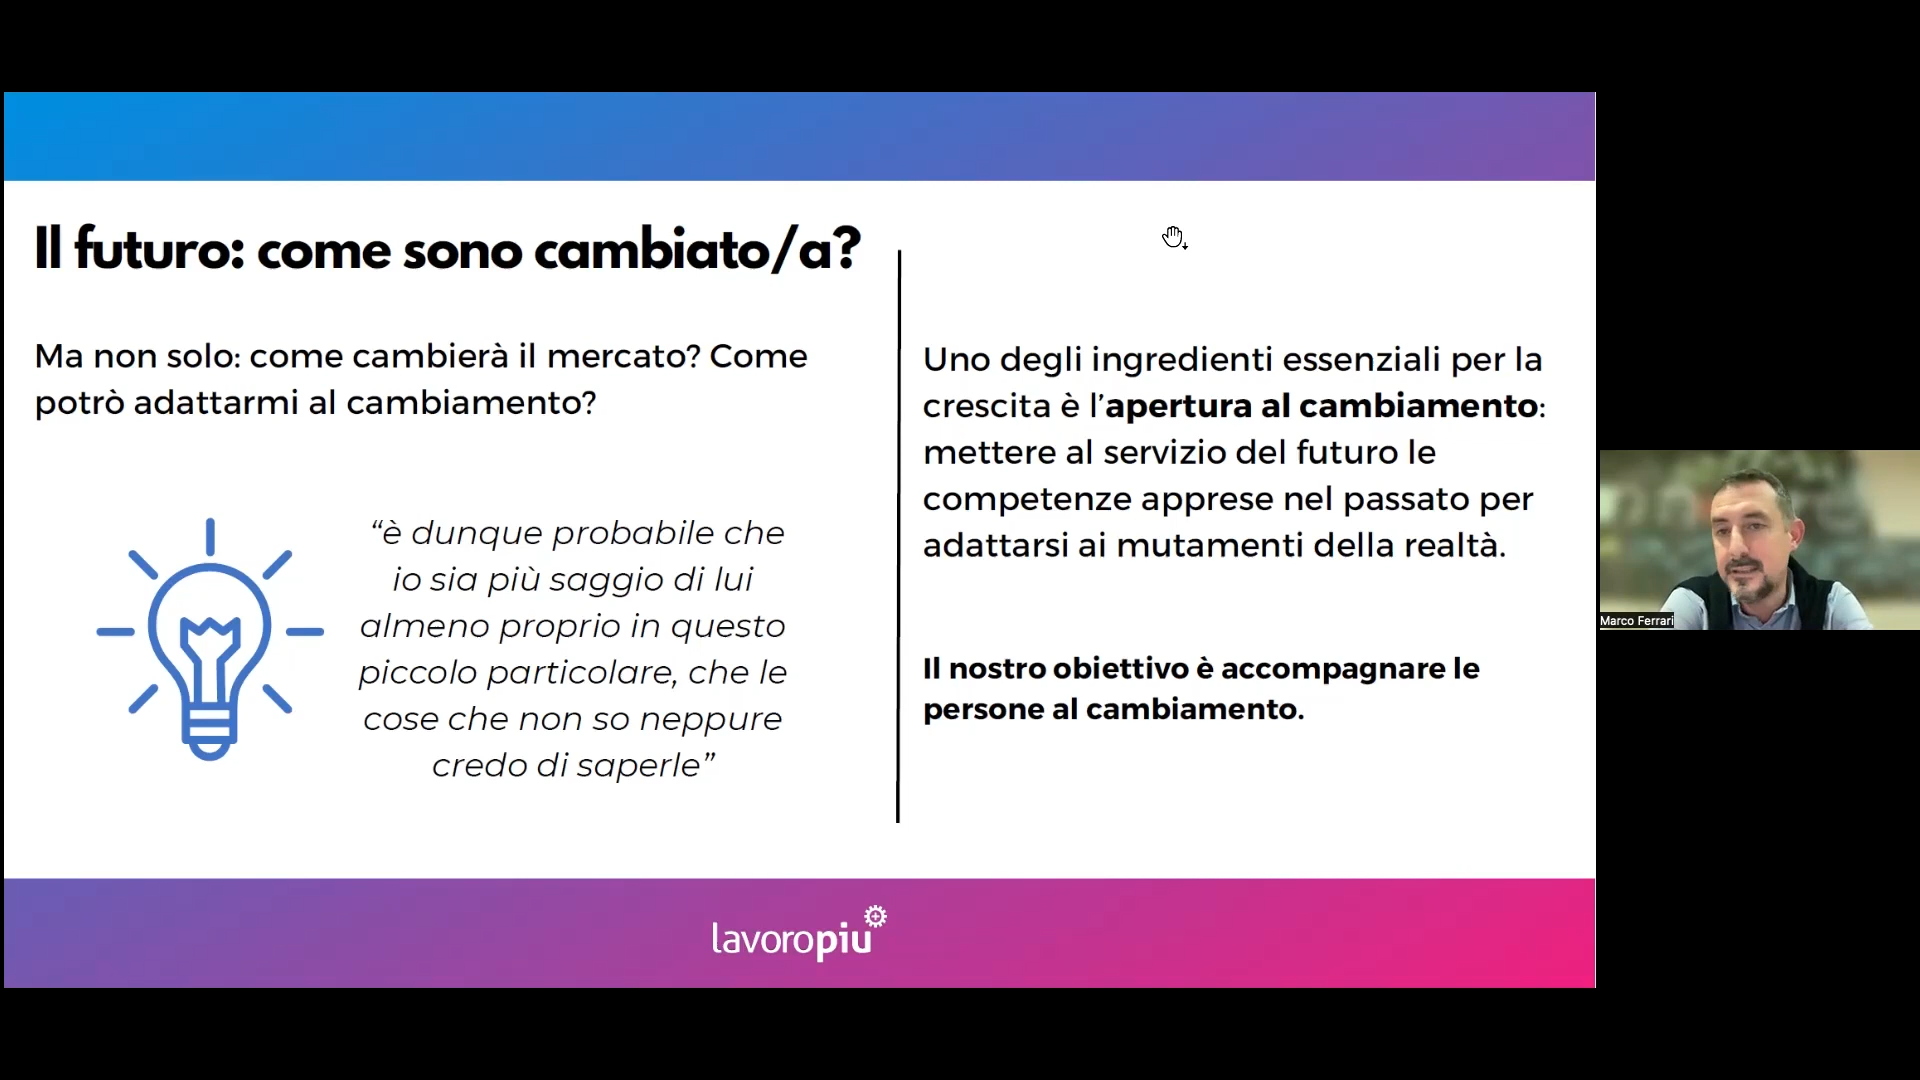 Il futuro: come sono cambiato/a?
Ma non solo: come cambierà il mercato? Come
potrò adattarmi al cambiamento?
“è dunque probabile che
io sia più saggio di lui
almeno proprio in questo
piccolo particolare, che le
cose che non so neppure
credo di saperle”
Uno degli ingredienti essenziali per la
crescita è l’apertura al cambiamento:
mettere al servizio del futuro le
competenze apprese nel passato per
adattarsi ai mutamenti della realtà.
Il nostro obiettivo è accompagnare le
persone al cambiamento.
lavoropiu
Marco Ferrari